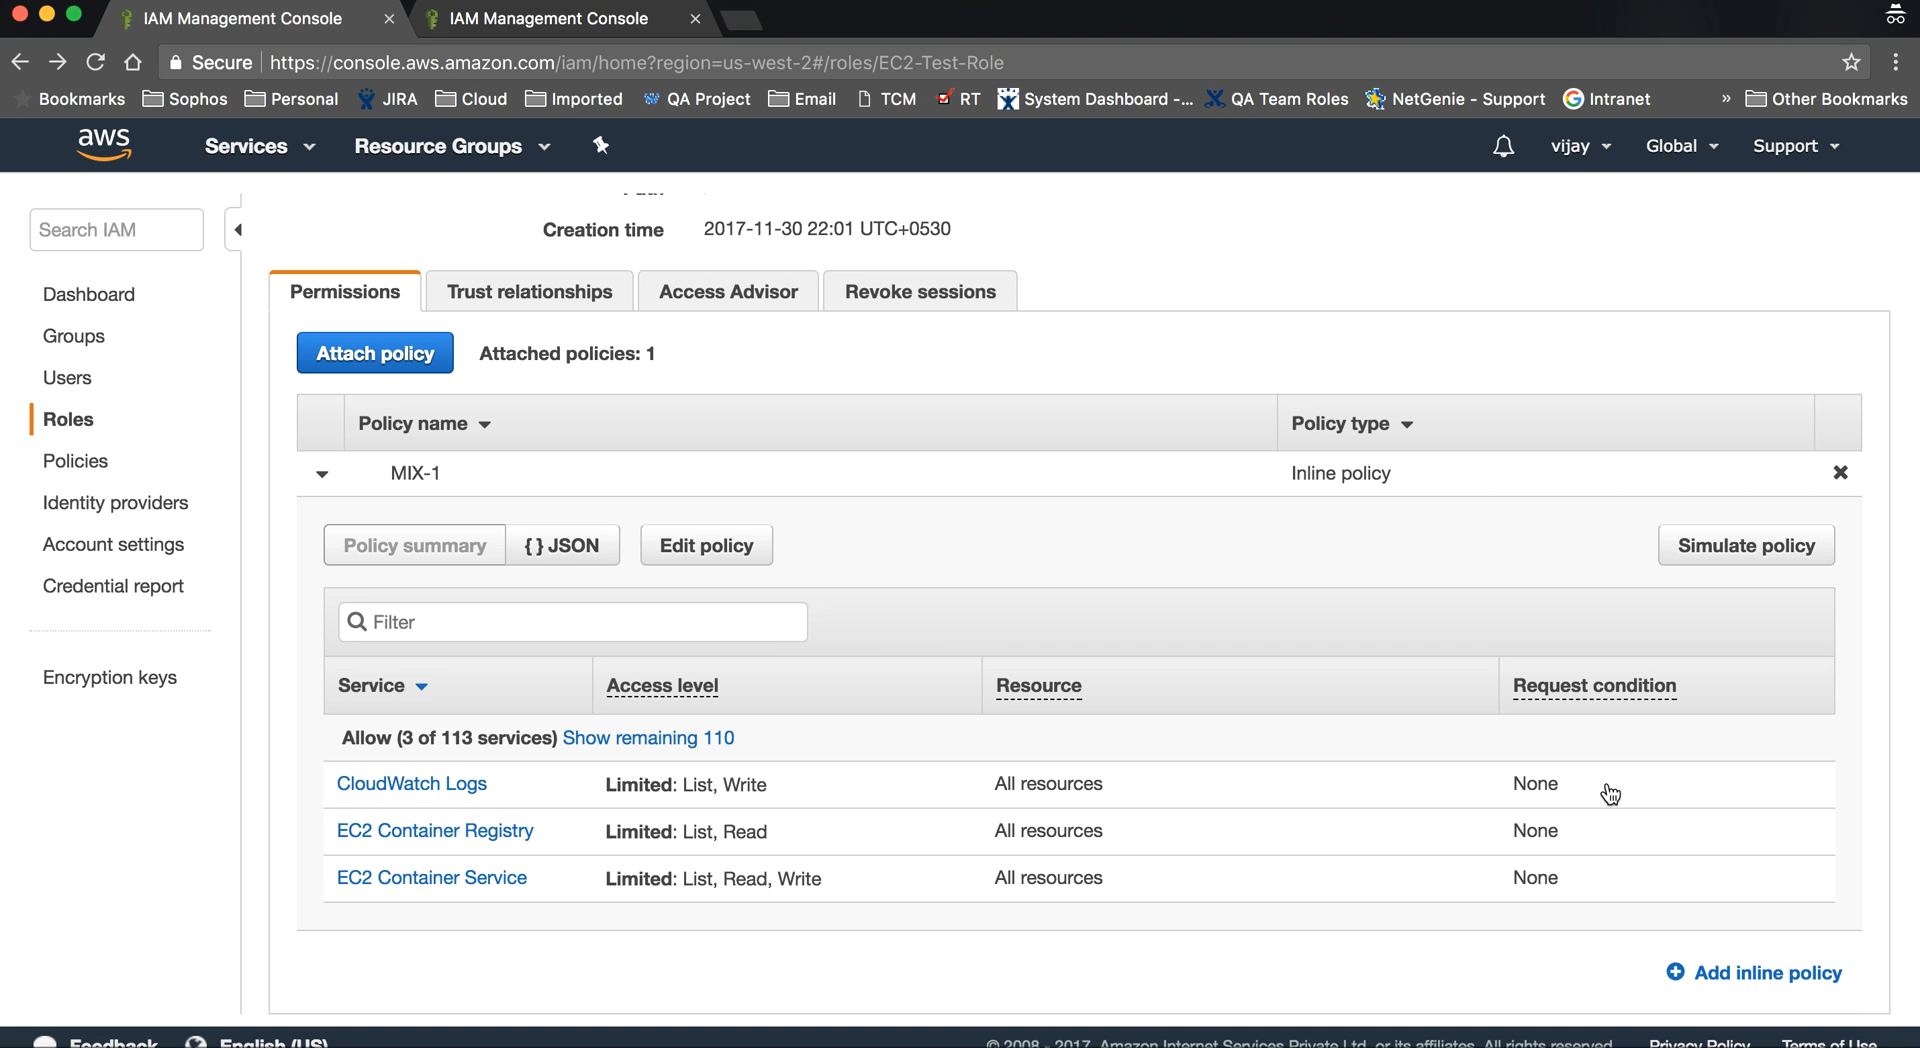 IAM Management Console
IAM Management Console
Secure https://console.aws.amazon.com/iam/home?region=us-west-2#/roles/EC2-Test-Role
Bookmarks Sophos Personal JIRA Cloud Imported QA Project Email TCM RT System Dashboard -... QA Team Roles NetGenie - Support Intranet » Other Bookmarks
aws Services Resource Groups vijay Global Support
Search IAM
Creation time 2017-11-30 22:01 UTC+0530
Dashboard
Groups
Users
Roles
Policies
Identity providers
Account settings
Credential report
Encryption keys
Permissions Trust relationships Access Advisor Revoke sessions
Attach policy Attached policies: 1
Policy name Policy type
MIX-1 Inline policy
Policy summary { } JSON Edit policy Simulate policy
Filter
Service Access level Resource Request condition
Allow (3 of 113 services) Show remaining 110
CloudWatch Logs Limited: List, Write All resources None
EC2 Container Registry Limited: List, Read All resources None
EC2 Container Service Limited: List, Read, Write All resources None
Add inline policy
Feedback English (US) © 2008 - 2017, Amazon Internet Services Private Ltd. or its affiliates. All rights reserved. Privacy Policy Terms of Use